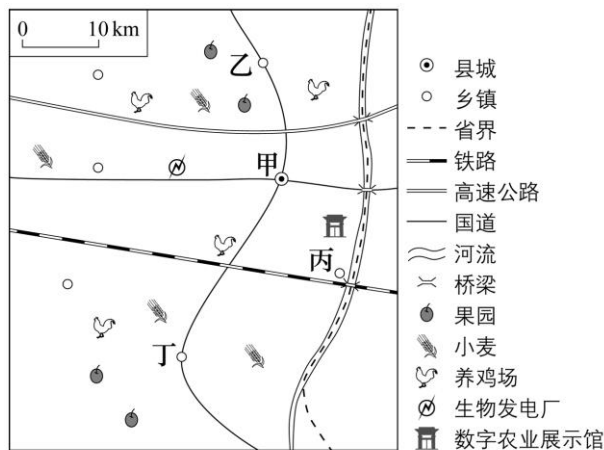 0 10 km
乙
甲
丙
丁
县城
乡镇
省界
铁路
高速公路
国道
河流
桥梁
果园
小麦
养鸡场
生物发电厂
数字农业展示馆